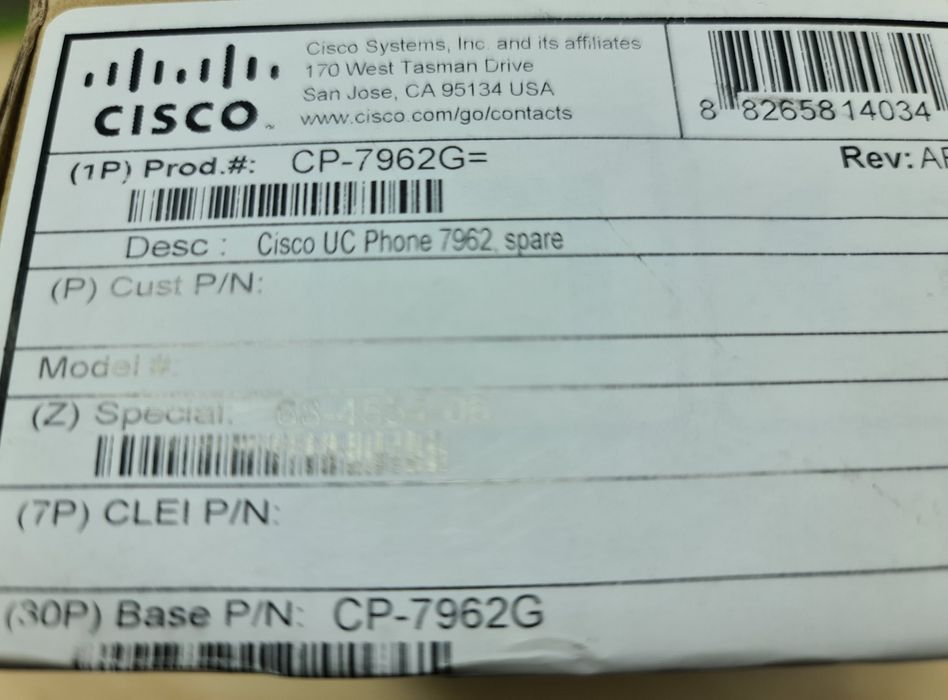 CISCO
Cisco Systems, Inc. and its affiliates
170 West Tasman Drive
San Jose, CA 95134 USA
www.cisco.com/go/contacts
8 82658 14034
(1P) Prod.#: CP-7962G=
Rev:
Desc : Cisco UC Phone 7962, spare
(P) Cust P/N:
Model #:
(Z) Special:
(7P) CLEI P/N:
(30P) Base P/N: CP-7962G